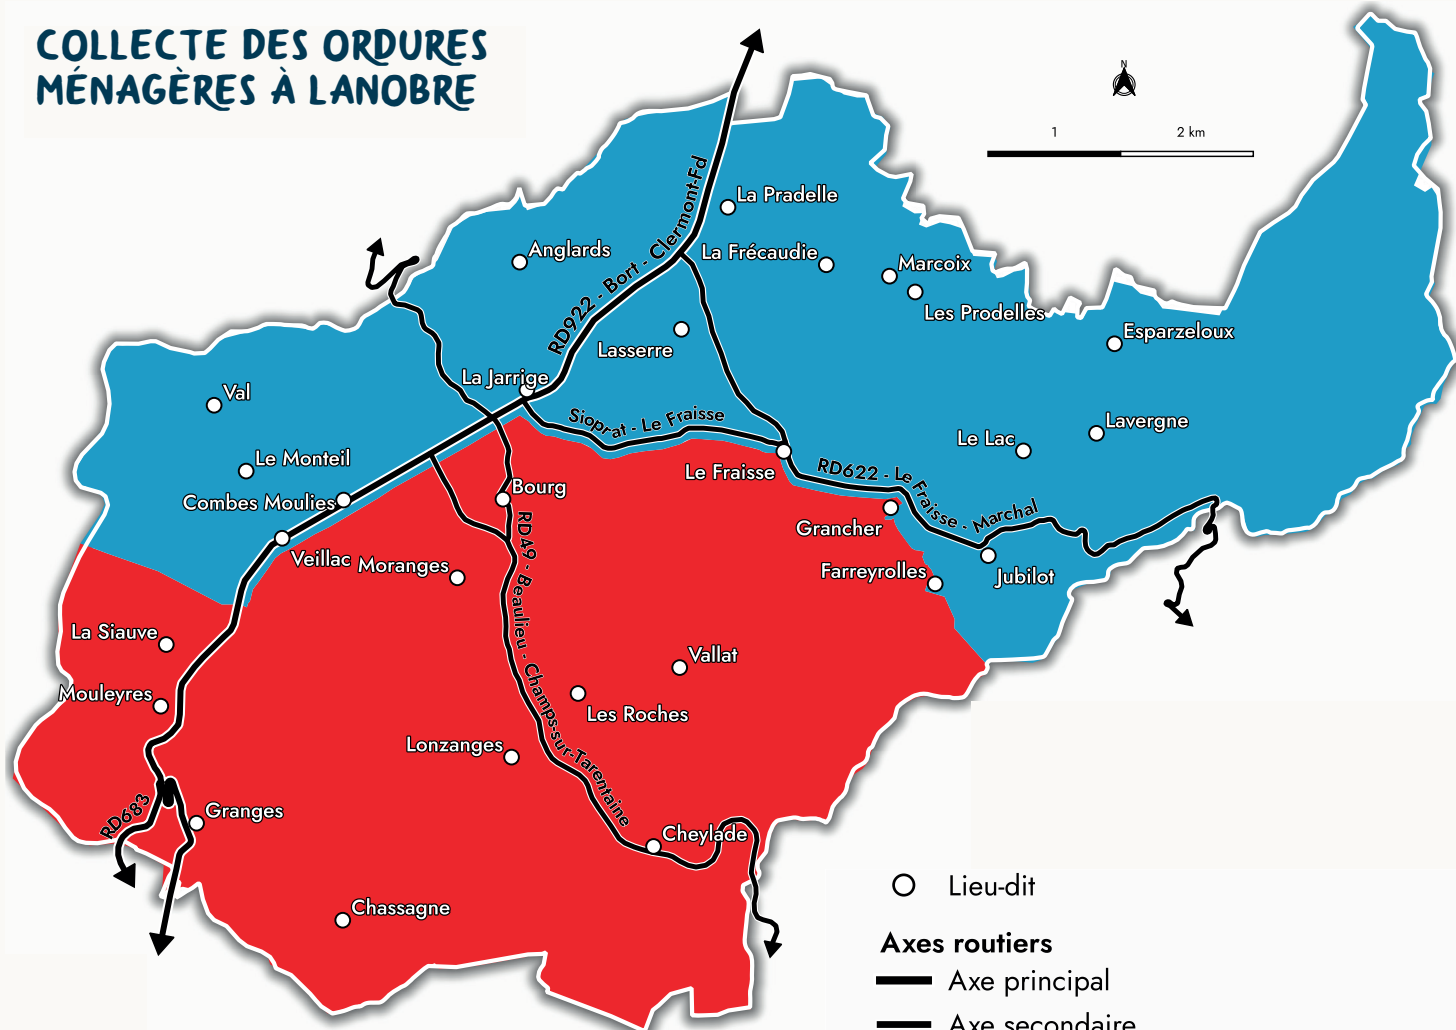 COLLECTE DES ORDURES
MÉNAGÈRES À LANOBRE
N
1 2 km
La Pradelle
Anglards
La Frécaudie
Marcoix
Les Prodelles
RD922 - Bort - Clermont-Fd
Esparzeloux
Lasserre
La Jarrige
Val
Sioprat - Le Fraisse
Lavergne
Le Lac
Le Monteil
Le Fraisse
RD622 - Le Fraisse - Marchal
Combes Moulies
Bourg
Grancher
Veillac
Moranges
Farreyrolles
Jubilot
RD49 - Beaulieu - Champs-sur-Tarentaine
La Siauve
Vallat
Mouleyres
Les Roches
Lonzanges
RD683
Granges
Cheylade
Chassagne
Lieu-dit
Axes routiers
Axe principal
Axe secondaire